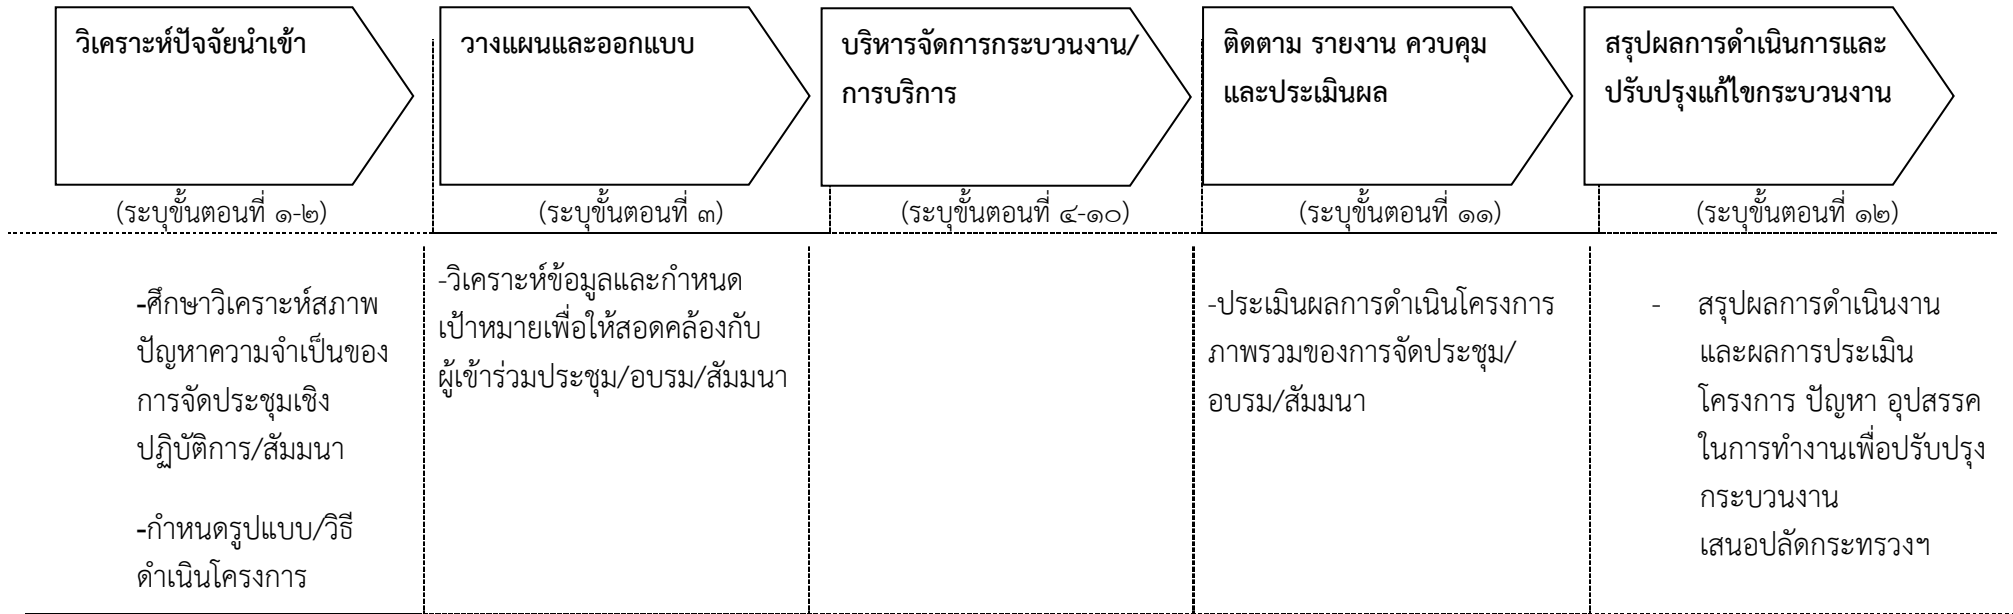 วิเคราะห์ปัจจัยนำเข้า
(ระบุขั้นตอนที่ ๑-๒)
วางแผนและออกแบบ
(ระบุขั้นตอนที่ ๓)
บริหารจัดการกระบวนงาน/
การบริการ
(ระบุขั้นตอนที่ ๔-๑๐)
ติดตาม รายงาน ควบคุม
และประเมินผล
(ระบุขั้นตอนที่ ๑๑)
สรุปผลการดำเนินการและ
ปรับปรุงแก้ไขกระบวนงาน
(ระบุขั้นตอนที่ ๑๒)
-ศึกษาวิเคราะห์สภาพ
ปัญหาความจำเป็นของ
การจัดประชุมเชิง
ปฏิบัติการ/สัมมนา
-กำหนดรูปแบบ/วิธี
ดำเนินโครงการ
-วิเคราะห์ข้อมูลและกำหนด
เป้าหมายเพื่อให้สอดคล้องกับ
ผู้เข้าร่วมประชุม/อบรม/สัมมนา
-ประเมินผลการดำเนินโครงการ
ภาพรวมของการจัดประชุม/
อบรม/สัมมนา
- สรุปผลการดำเนินงาน
และผลการประเมิน
โครงการ ปัญหา อุปสรรค
ในการทำงานเพื่อปรับปรุง
กระบวนงาน
เสนอปลัดกระทรวงฯ